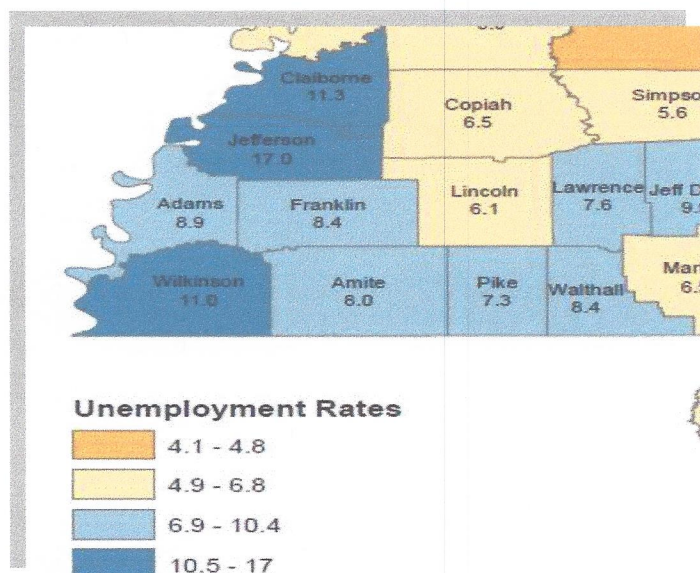 Claiborne
11.3
Copiah
6.5
Simpso
5.6
Jefferson
17.0
Adams
8.9
Franklin
8.4
Lincoln
6.1
Lawrence
7.6
Jeff D
9.
Wilkinson
11.0
Amite
8.0
Pike
7.3
Walthall
8.4
Mar
6.
Unemployment Rates
4.1 - 4.8
4.9 - 6.8
6.9 - 10.4
10.5 - 17